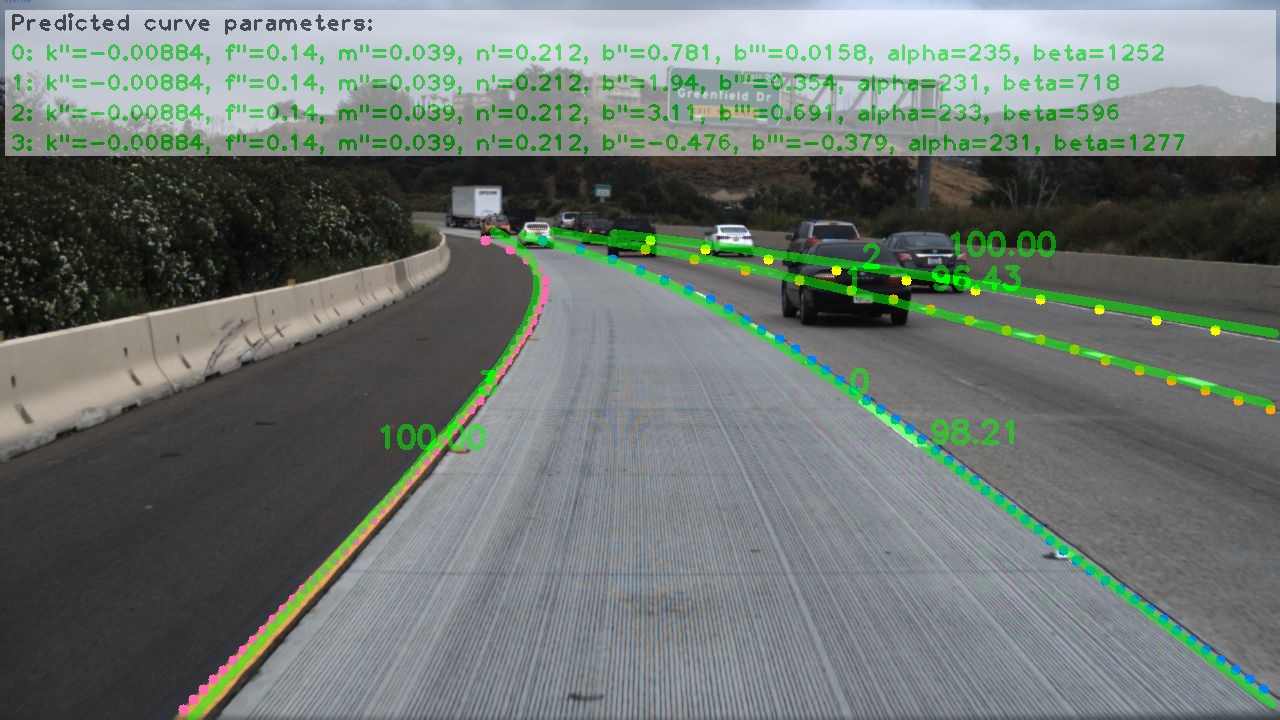 Predicted curve parameters:
0: k"=-0.00884, f"=0.14, m"=0.039, n'=0.212, b"=0.781, b'''=0.0158, alpha=235, beta=1252
1: k"=-0.00884, f"=0.14, m"=0.039, n'=0.212, b"=1.94, b'''=0.354, alpha=231, beta=718
2: k"=-0.00884, f"=0.14, m"=0.039, n'=0.212, b"=3.11, b'''=0.691, alpha=233, beta=596
3: k"=-0.00884, f"=0.14, m"=0.039, n'=0.212, b"=-0.476, b'''=-0.379, alpha=231, beta=1277
Greenfield Dr
EXIT
2
100.00
1
96.43
0
100.00
98.21